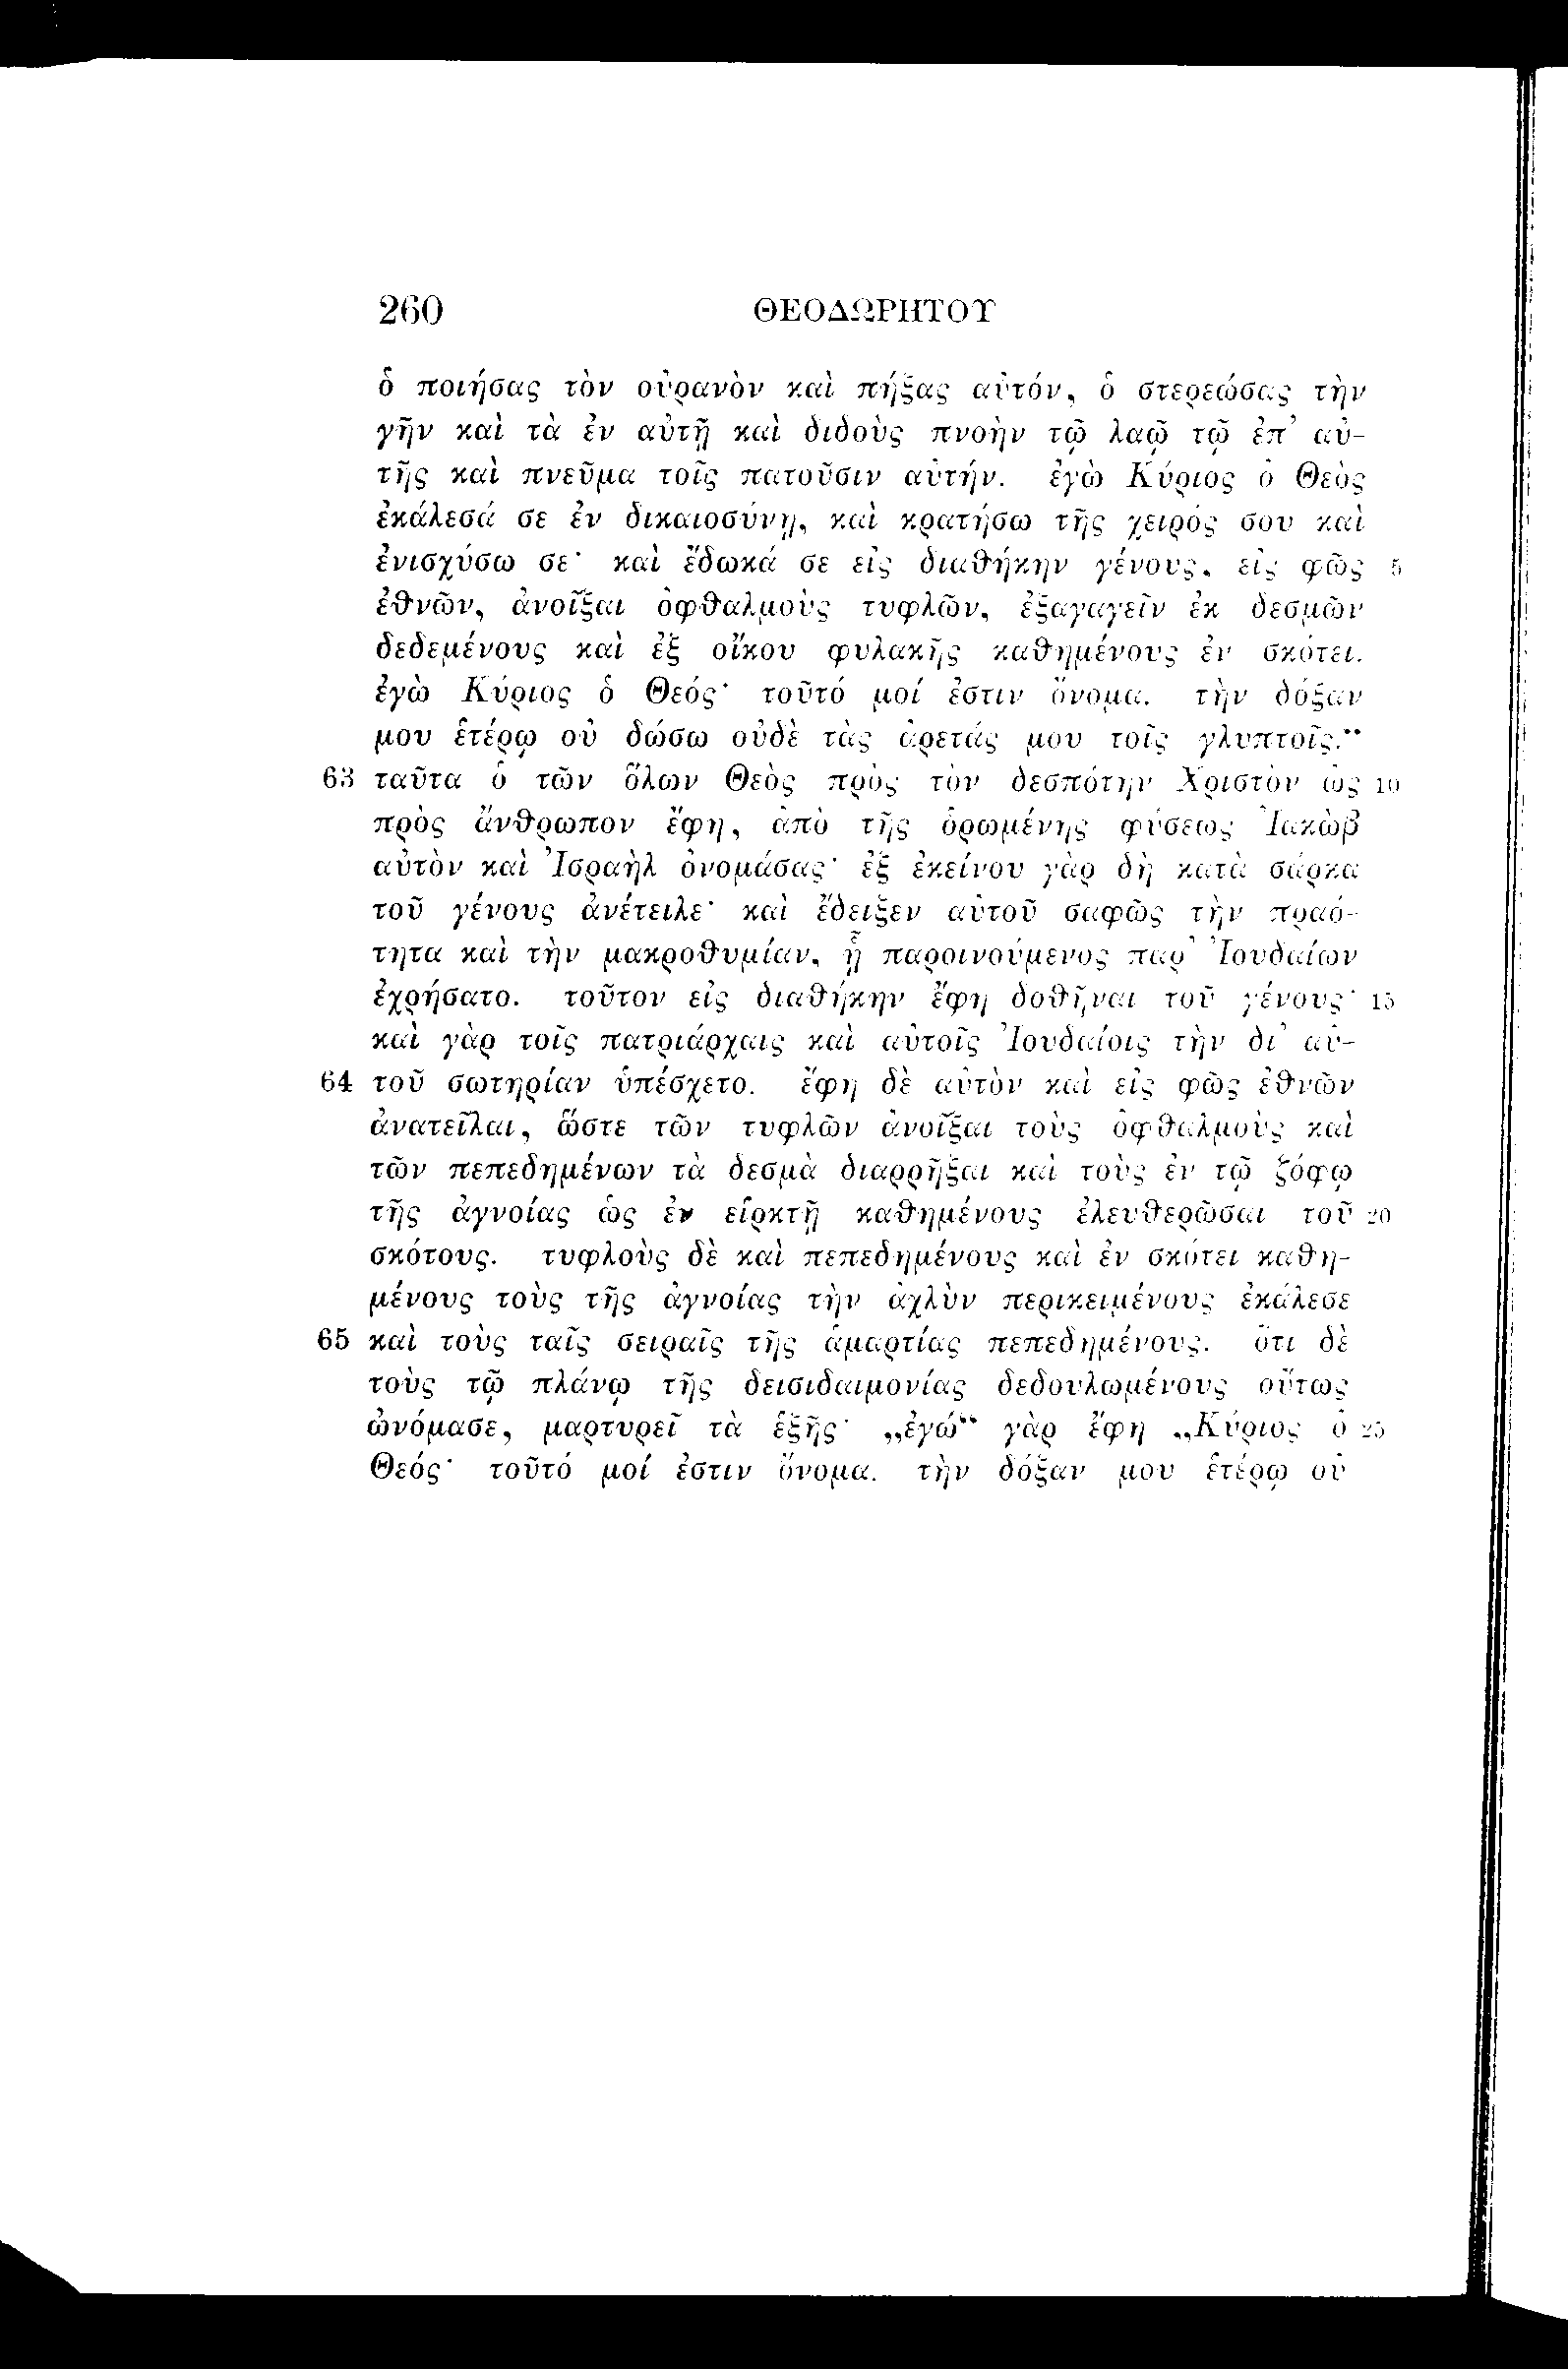 260 ΘΕΟΔΩΡΗΤΟΥ
ὁ ποιήσας τὸν οὐρανὸν καὶ πήξας αὐτόν, ὁ στερεώσας τὴν
γῆν καὶ τὰ ἐν αὐτῇ καὶ διδοὺς πνοὴν τῷ λαῷ τῷ ἐπ’ αὐ-
τῆς καὶ πνεῦμα τοῖς πατοῦσιν αὐτήν. ἐγὼ Κύριος ὁ Θεὸς
ἐκάλεσά σε ἐν δικαιοσύνῃ, καὶ κρατήσω τῆς χειρός σου καὶ
ἐνισχύσω σε· καὶ ἔδωκά σε εἰς διαθήκην γένους, εἰς φῶς 5
ἐθνῶν, ἀνοῖξαι ὀφθαλμοὺς τυφλῶν, ἐξαγαγεῖν ἐκ δεσμῶν
δεδεμένους καὶ ἐξ οἴκου φυλακῆς καθημένους ἐν σκότει.
ἐγὼ Κύριος ὁ Θεός· τοῦτό μοί ἐστιν ὄνομα. τὴν δόξαν
μου ἑτέρῳ οὐ δώσω οὐδὲ τὰς ἀρετάς μου τοῖς γλυπτοῖς.“
63 ταῦτα ὁ τῶν ὅλων Θεὸς πρὸς τὸν δεσπότην Χριστὸν ὡς 10
πρὸς ἄνθρωπον ἔφη, ἀπὸ τῆς ὁρωμένης φύσεως Ἰακὼβ
αὐτὸν καὶ Ἰσραὴλ ὀνομάσας· ἐξ ἐκείνου γὰρ δὴ κατὰ σάρκα
τοῦ γένους ἀνέτειλε· καὶ ἔδειξεν αὐτοῦ σαφῶς τὴν πραό-
τητα καὶ τὴν μακροθυμίαν, ᾗ παροινούμενος παρ’ Ἰουδαίων
ἐχρήσατο. τοῦτον εἰς διαθήκην ἔφη δοθῆναι τοῦ γένους· 15
καὶ γὰρ τοῖς πατριάρχαις καὶ αὐτοῖς Ἰουδαίοις τὴν δι’ αὐ-
64 τοῦ σωτηρίαν ὑπέσχετο. ἔφη δὲ αὐτὸν καὶ εἰς φῶς ἐθνῶν
ἀνατεῖλαι, ὥστε τῶν τυφλῶν ἀνοῖξαι τοὺς ὀφθαλμοὺς καὶ
τῶν πεπεδημένων τὰ δεσμὰ διαρρῆξαι καὶ τοὺς ἐν τῷ ζόφῳ
τῆς ἀγνοίας ὡς ἐν εἱρκτῇ καθημένους ἐλευθερῶσαι τοῦ 20
σκότους. τυφλοὺς δὲ καὶ πεπεδημένους καὶ ἐν σκότει καθη-
μένους τοὺς τῆς ἀγνοίας τὴν ἀχλὺν περικειμένους ἐκάλεσε
65 καὶ τοὺς ταῖς σειραῖς τῆς ἁμαρτίας πεπεδημένους. ὅτι δὲ
τοὺς τῷ πλάνῳ τῆς δεισιδαιμονίας δεδουλωμένους οὕτως
ὠνόμασε, μαρτυρεῖ τὰ ἑξῆς· „ἐγώ“ γὰρ ἔφη „Κύριος ὁ 25
Θεός· τοῦτό μοί ἐστιν ὄνομα. τὴν δόξαν μου ἑτέρῳ οὐ